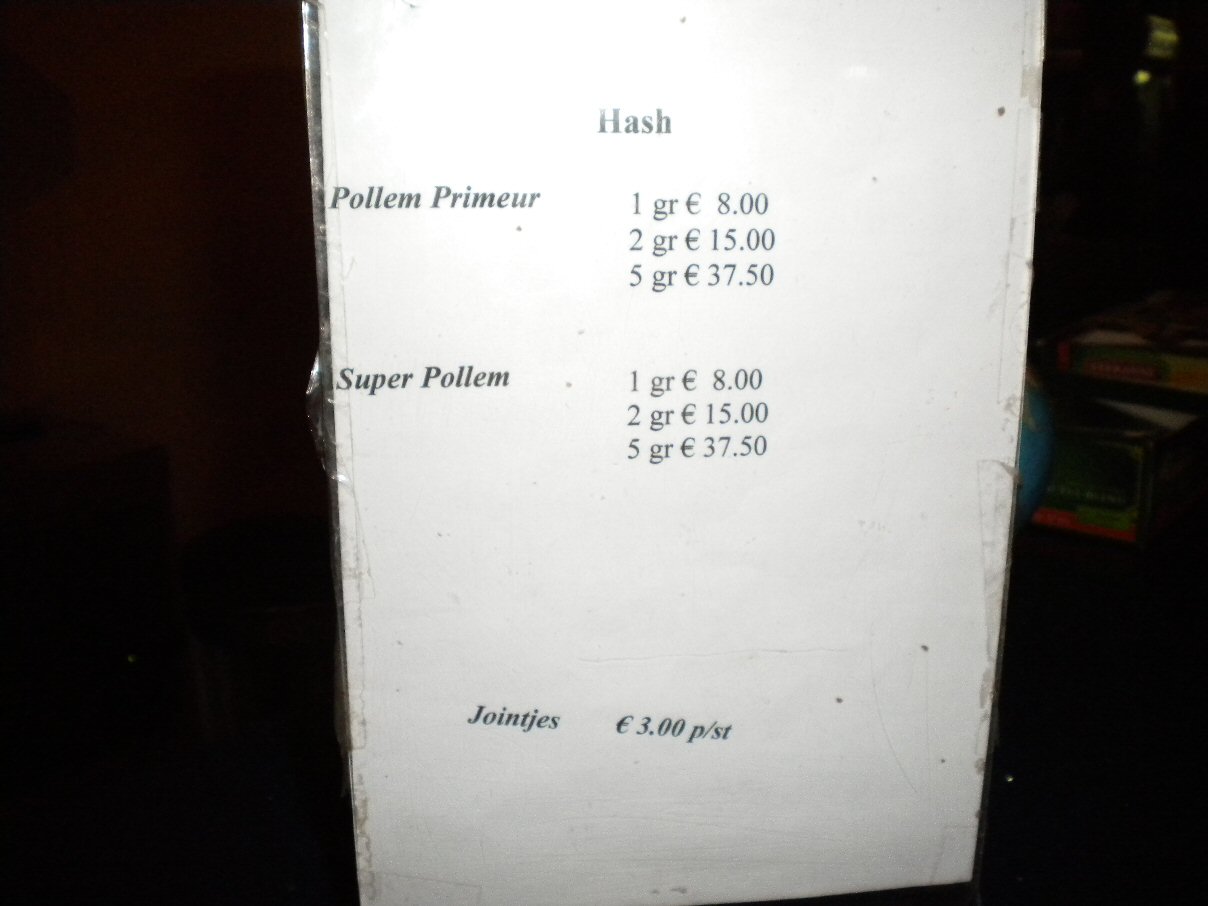 Hash
Pollem Primeur 1 gr € 8.00
2 gr € 15.00
5 gr € 37.50
Super Pollem 1 gr € 8.00
2 gr € 15.00
5 gr € 37.50
Jointjes € 3.00 p/st